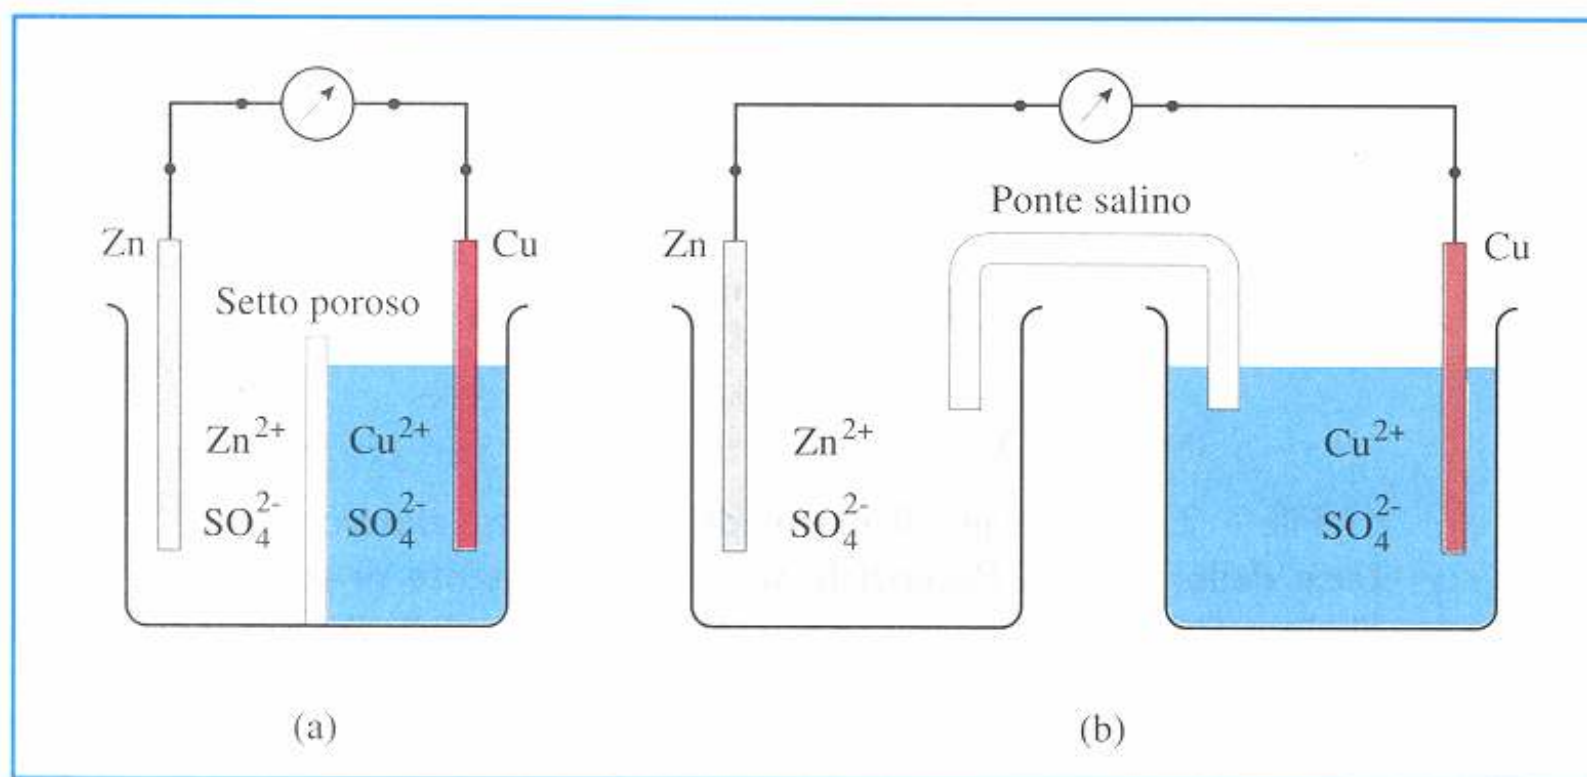 Zn
Cu
Setto poroso
Zn²⁺
Cu²⁺
SO₄²⁻
SO₄²⁻
(a)
Ponte salino
Zn
Cu
Zn²⁺
Cu²⁺
SO₄²⁻
SO₄²⁻
(b)